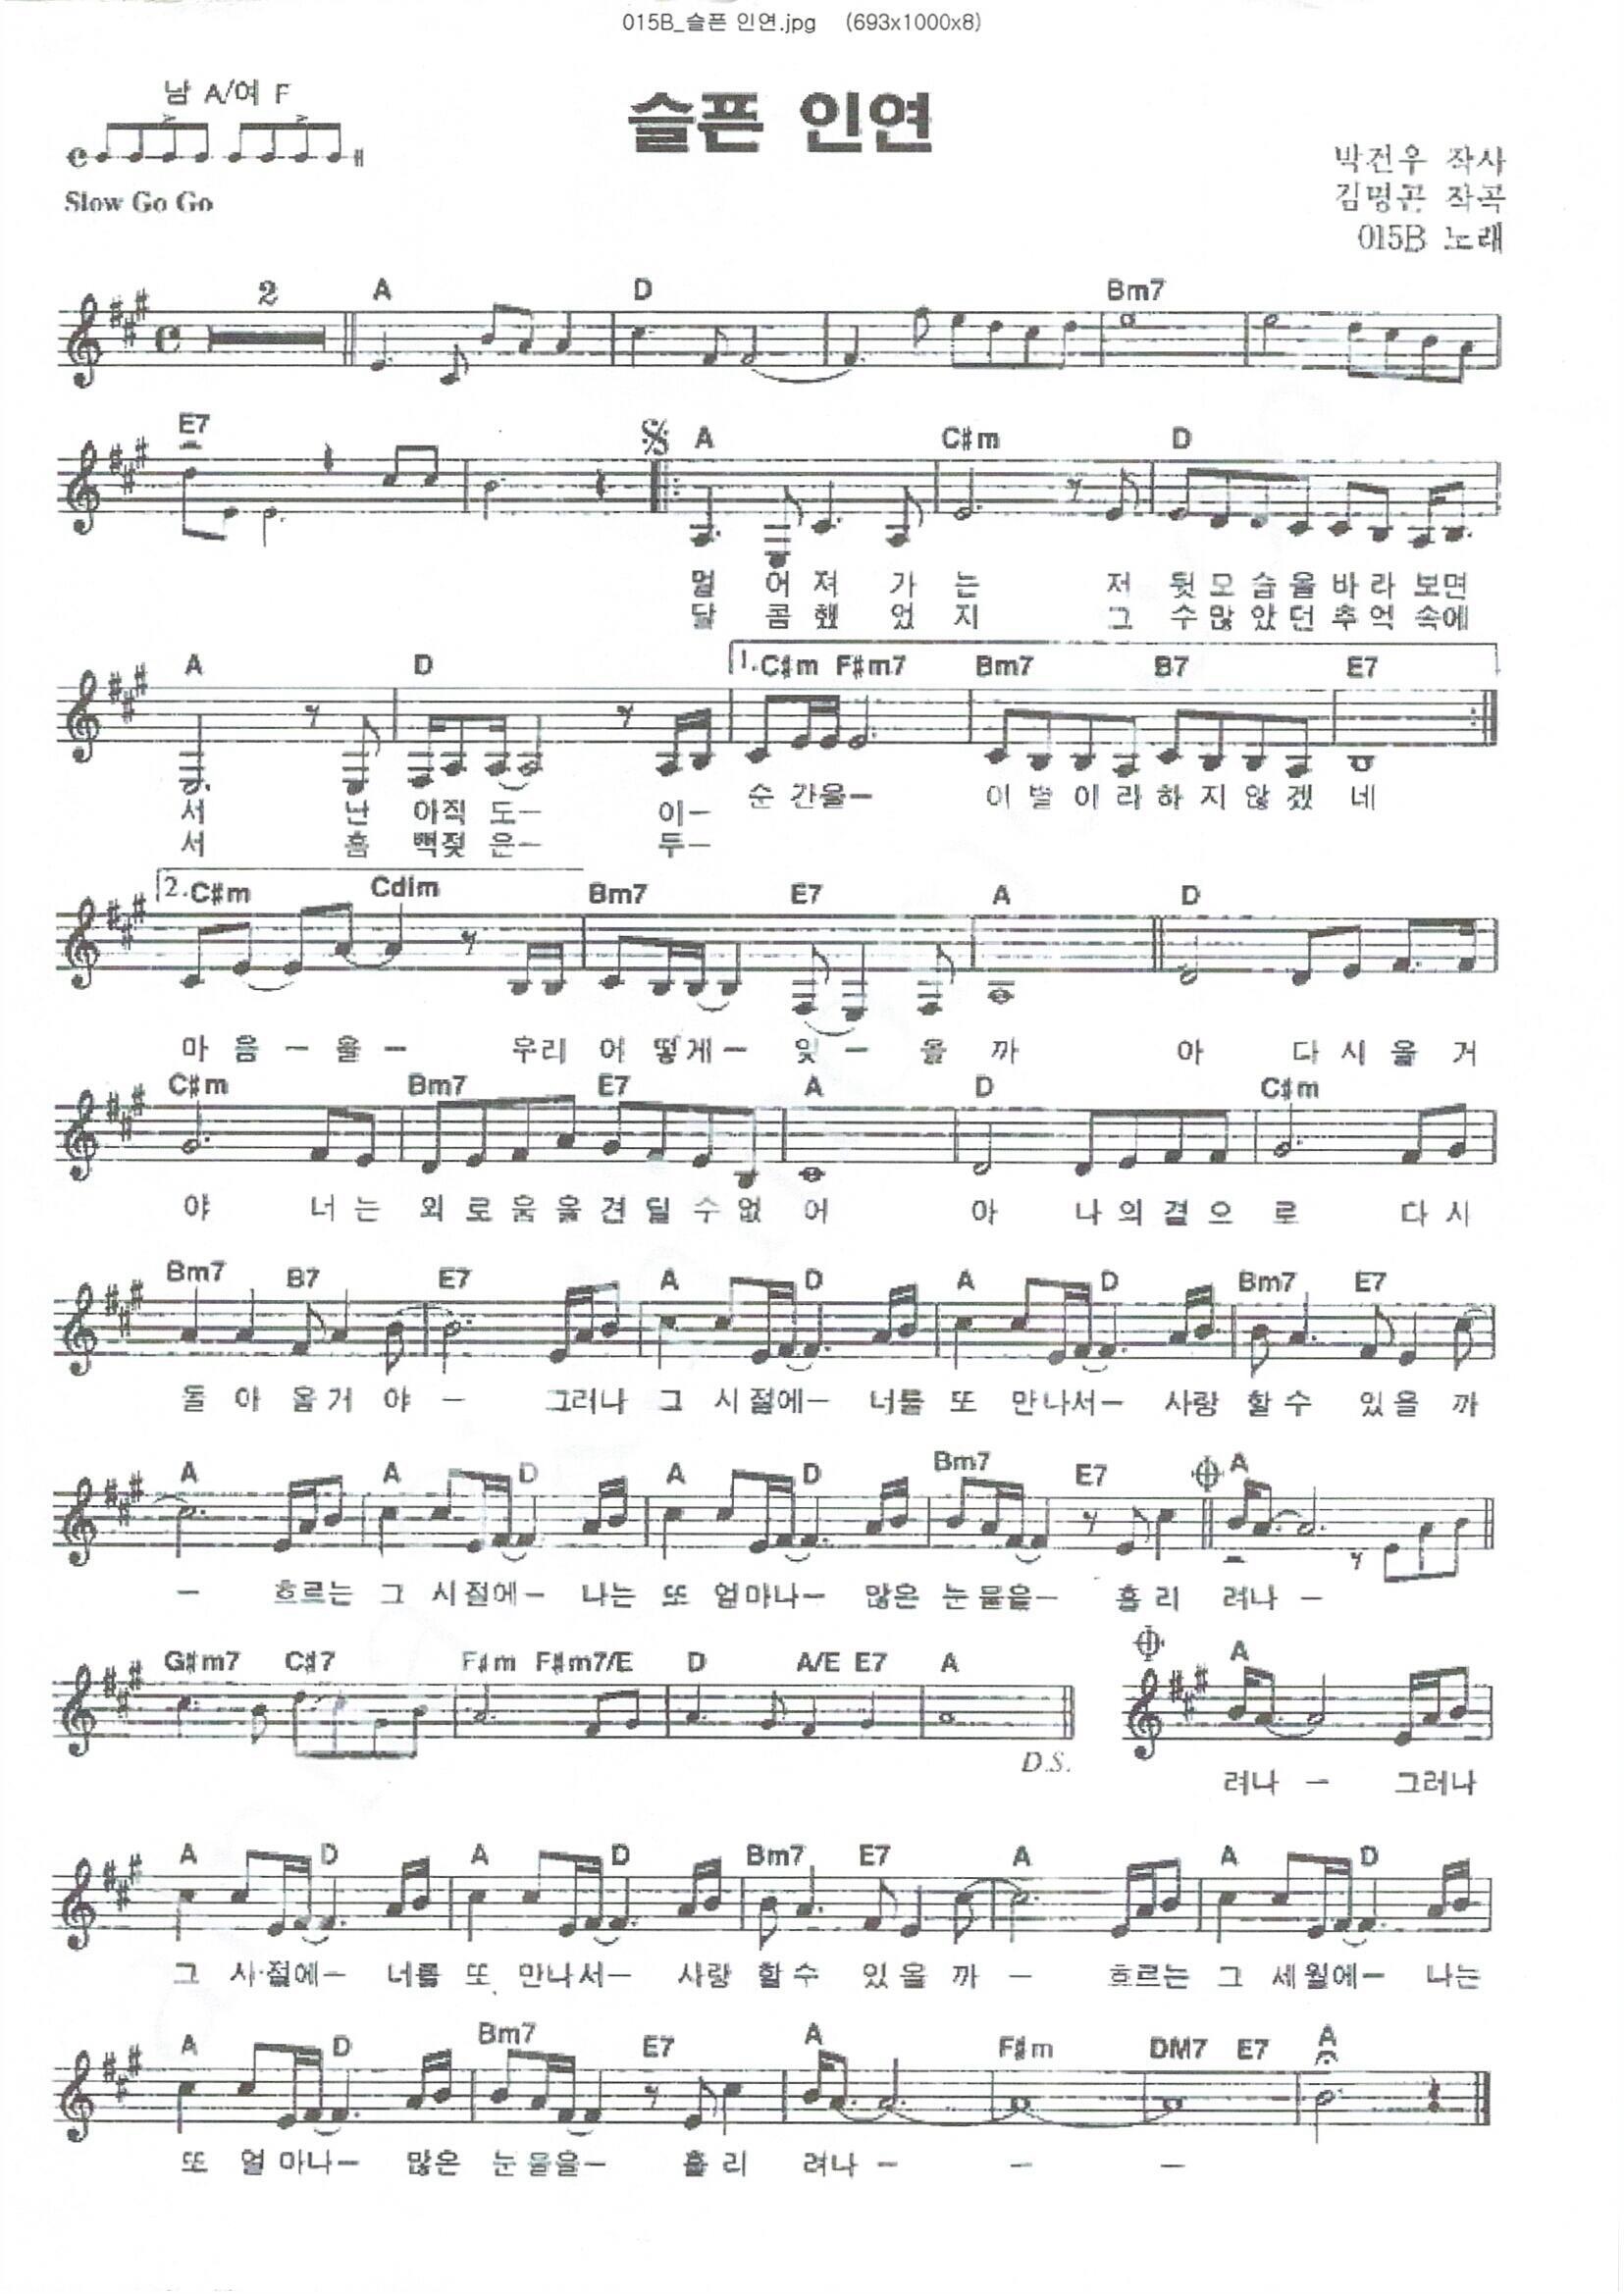 015B_슬픈 인연.jpg (693x1000x8)
남 A/여 F
슬픈 인연
Slow Go Go
박건우 작사
김명곤 작곡
015B 노래
2 A D Bm7
E7 A C#m D
멀 어 져 가 는 저 뒷 모 습 을 바 라 보면
달 콤 했 었 지 그 수 많 았 던 추 억 속에
A D 1. C#m F#m7 Bm7 B7 E7
서 난 아직 도- 이- 순 간을- 이 별 이 라 하 지 않 겠 네
서 흠 뻑젖 은- 두-
2. C#m Cdim Bm7 E7 A D
마 음 - 을 - 우리 어 떻게- 잊 - 을 까 아 다 시 올 거
C#m Bm7 E7 A D C#m
야 너 는 외 로 움 을 견 딜 수 없 어 아 나 의 곁 으 로 다 시
Bm7 B7 E7 A D A D Bm7 E7
돌 아 올 거 야 - 그러나 그 시 절에- 너를 또 만나서- 사랑 할 수 있 을 까
A A D A D Bm7 E7 A
- 흐르는 그 시 절에- 나는 또 얼마나- 많은 눈 물을- 흘 리 려나 -
G#m7 C#7 F#m F#m7/E D A/E E7 A A
D.S.
려나 - 그러나
A D A D Bm7 E7 A A D
그 시 절에- 너를 또 만나서- 사랑 할 수 있 을 까 - 흐르는 그 세 월에- 나는
A D Bm7 E7 A F#m DM7 E7 A
또 얼 마나- 많은 눈 물을- 흘 리 려나 - - -